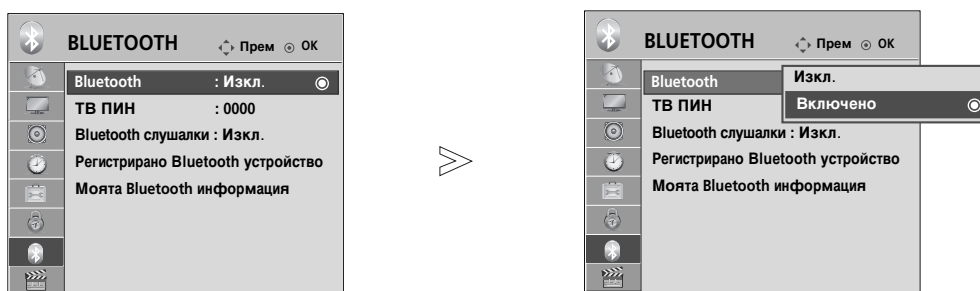 BLUETOOTH Прем OK
Bluetooth : Изкл.
ТВ ПИН : 0000
Bluetooth слушалки : Изкл.
Регистрирано Bluetooth устройство
Моята Bluetooth информация
BLUETOOTH Прем OK
Bluetooth Изкл.
ТВ ПИН Включено
Bluetooth слушалки : Изкл.
Регистрирано Bluetooth устройство
Моята Bluetooth информация